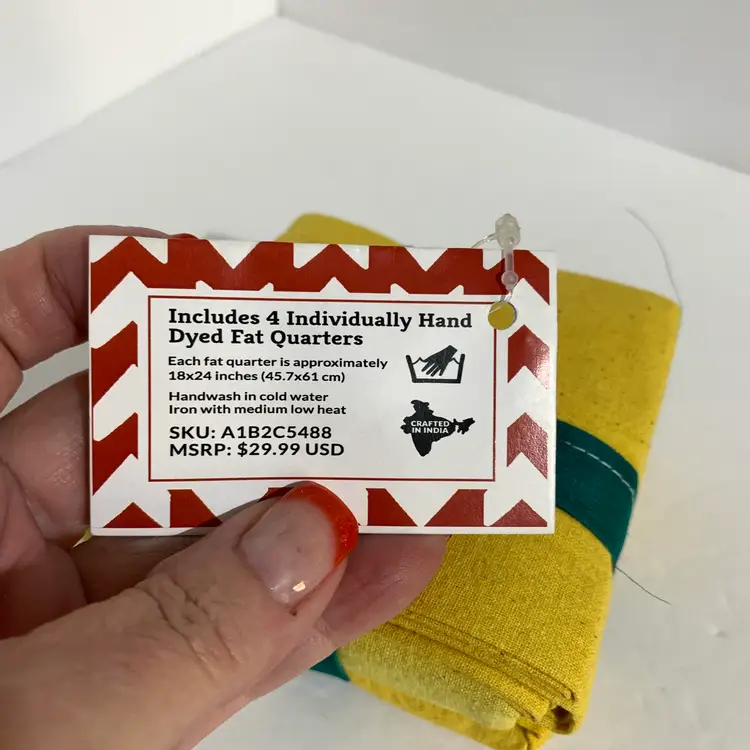 Includes 4 Individually Hand
Dyed Fat Quarters
Each fat quarter is approximately
18x24 inches (45.7x61 cm)
Handwash in cold water
Iron with medium low heat
SKU: A1B2C5488
MSRP: $29.99 USD
CRAFTED
IN INDIA